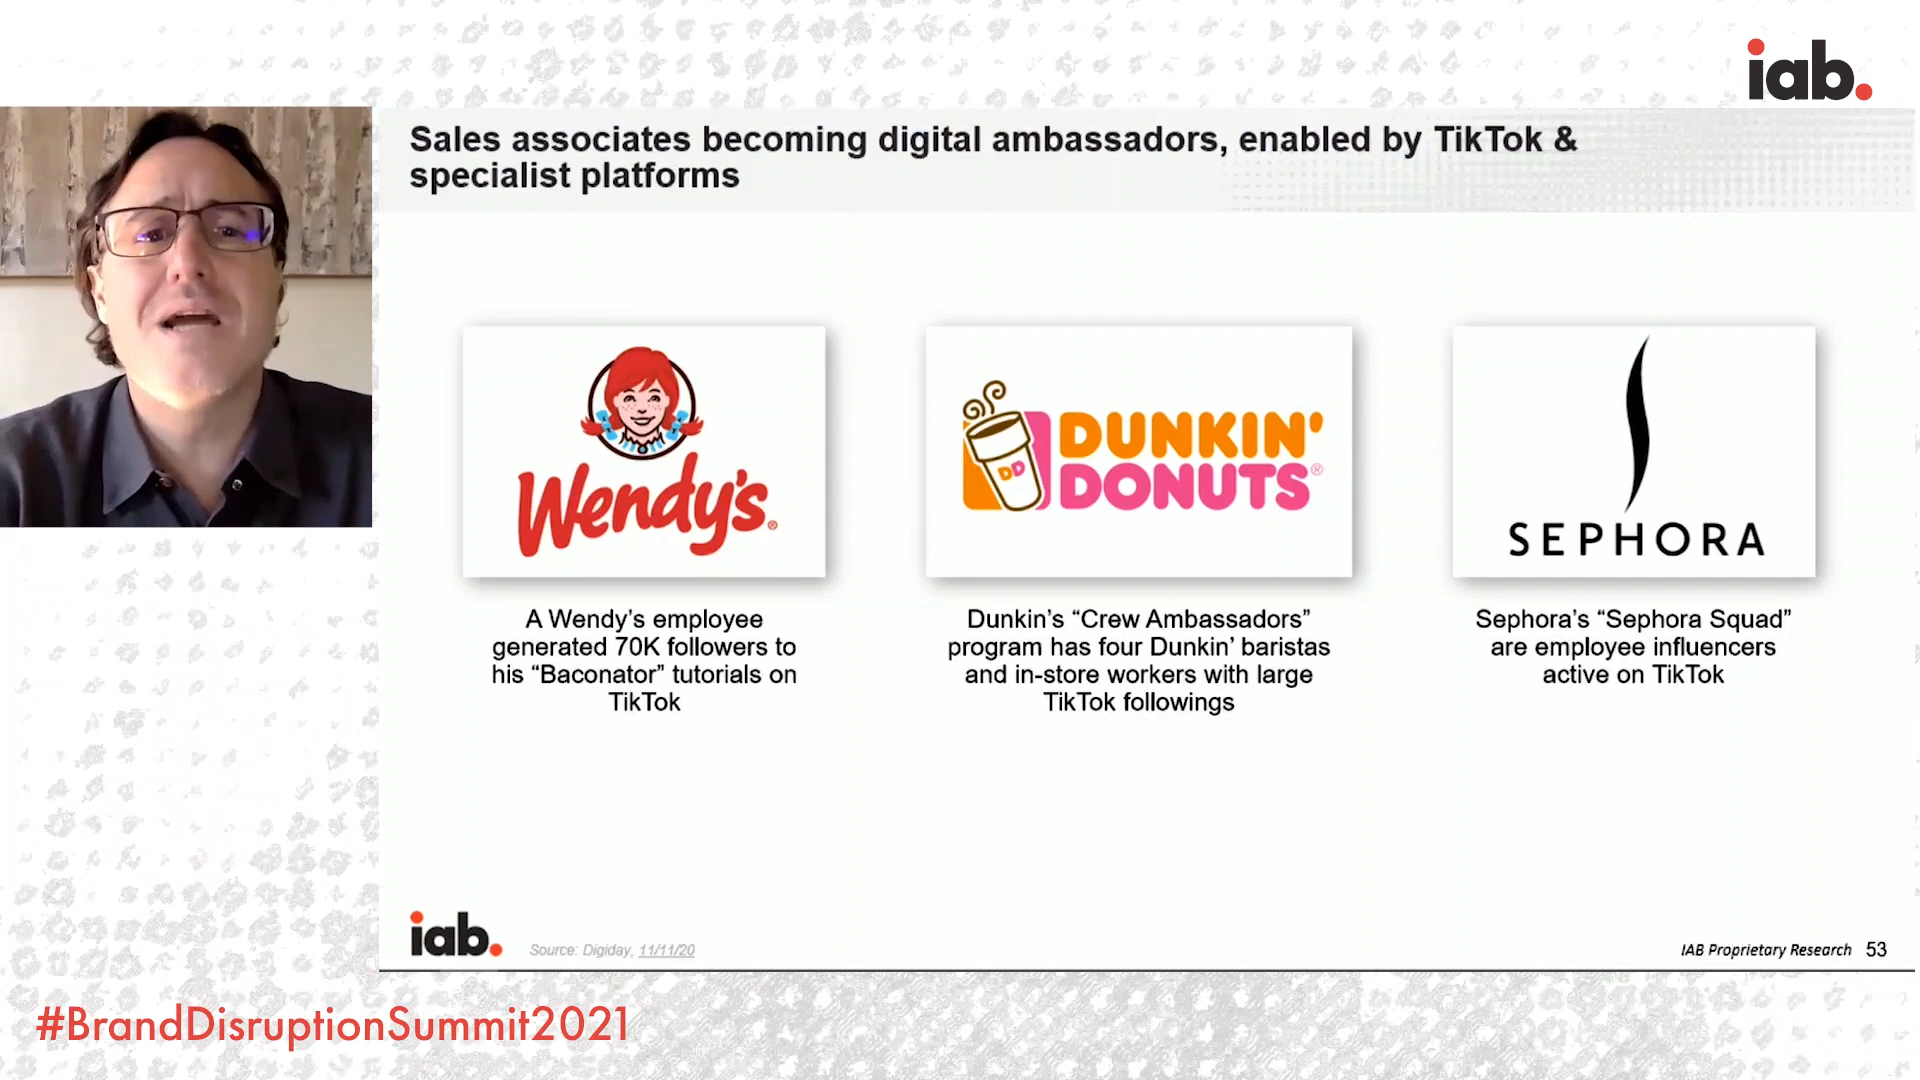 iab.
Sales associates becoming digital ambassadors, enabled by TikTok &
specialist platforms
Wendy's®
DUNKIN'
DONUTS®
DD
SEPHORA
A Wendy’s employee
generated 70K followers to
his “Baconator” tutorials on
TikTok
Dunkin’s “Crew Ambassadors”
program has four Dunkin’ baristas
and in-store workers with large
TikTok followings
Sephora’s “Sephora Squad”
are employee influencers
active on TikTok
iab.
Source: Digiday, 11/11/20
IAB Proprietary Research 53
#BrandDisruptionSummit2021